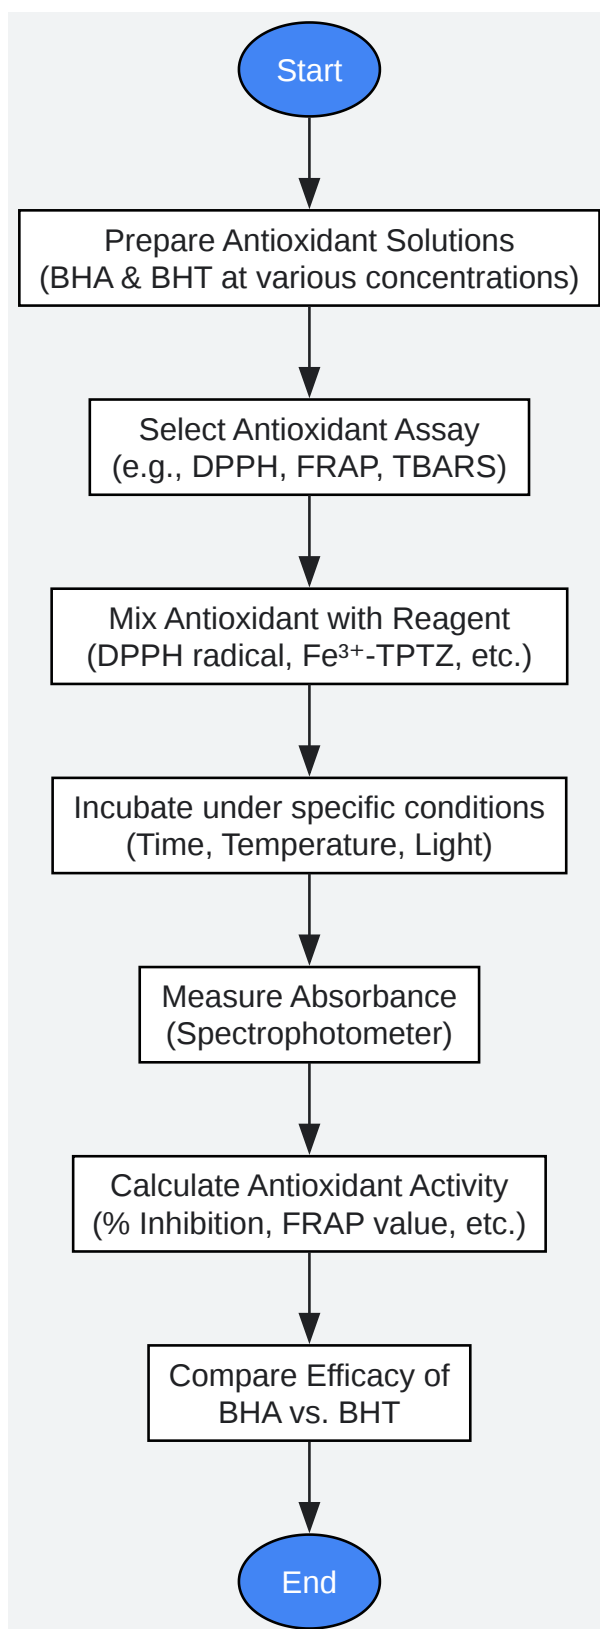 Start
Prepare Antioxidant Solutions
(BHA & BHT at various concentrations)
Select Antioxidant Assay
(e.g., DPPH, FRAP, TBARS)
Mix Antioxidant with Reagent
(DPPH radical, Fe³⁺-TPTZ, etc.)
Incubate under specific conditions
(Time, Temperature, Light)
Measure Absorbance
(Spectrophotometer)
Calculate Antioxidant Activity
(% Inhibition, FRAP value, etc.)
Compare Efficacy of
BHA vs. BHT
End